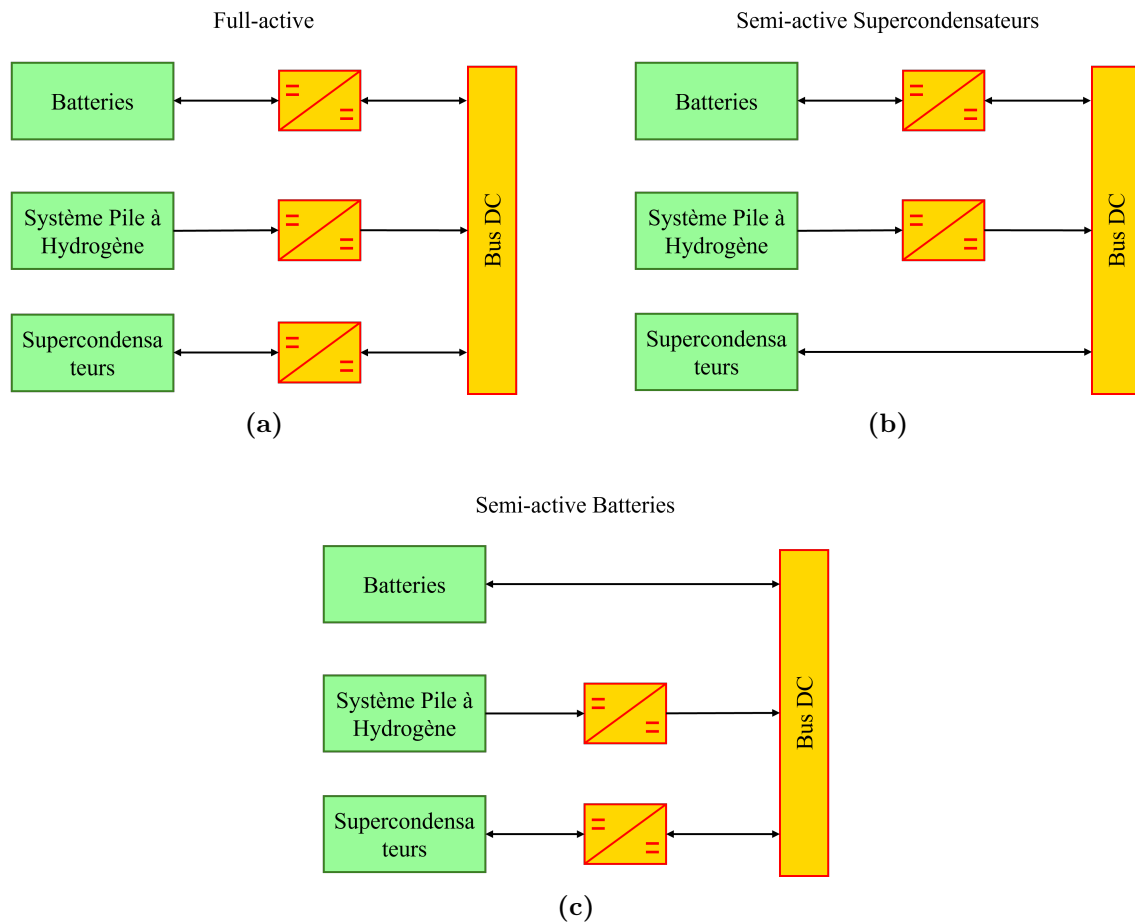 Full-active
Batteries
Système Pile à
Hydrogène
Supercondensa
teurs
Bus DC
(a)
Semi-active Supercondensateurs
Batteries
Système Pile à
Hydrogène
Supercondensa
teurs
Bus DC
(b)
Semi-active Batteries
Batteries
Système Pile à
Hydrogène
Supercondensa
teurs
Bus DC
(c)